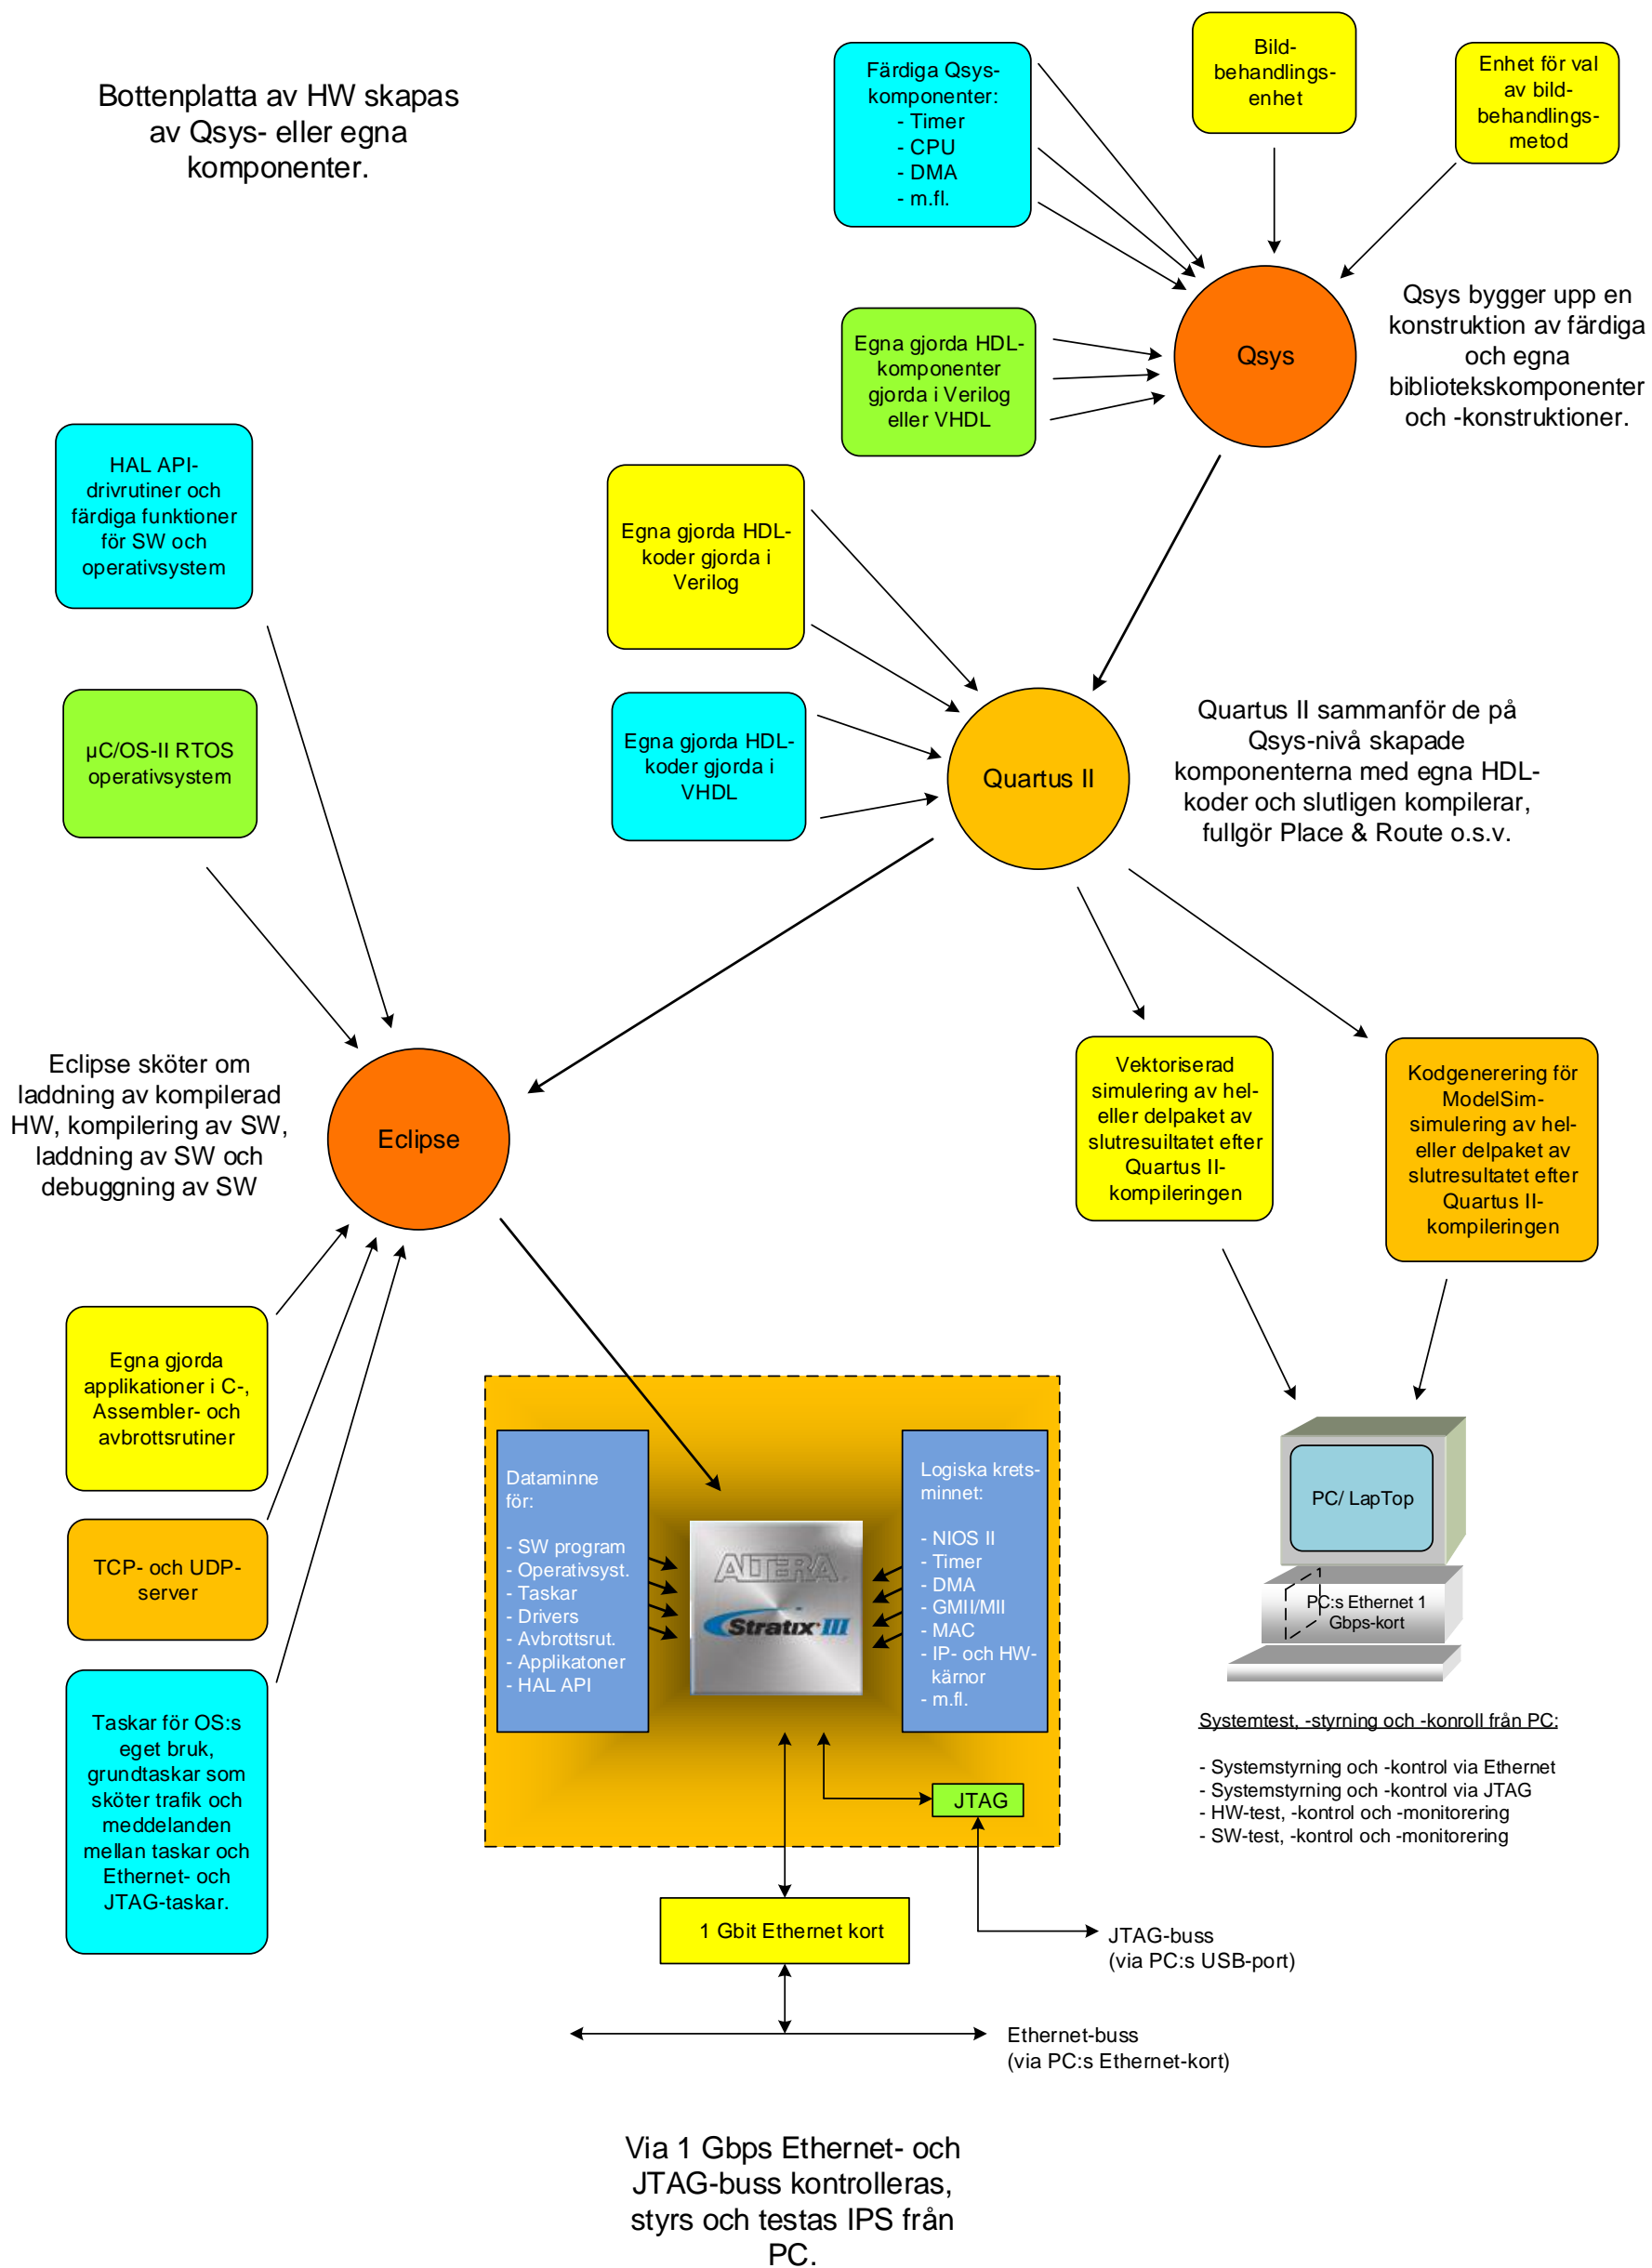 Bottenplatta av HW skapas
av Qsys- eller egna
komponenter.
Färdiga Qsys-
komponenter:
- Timer
- CPU
- DMA
- m.fl.
Bild-
behandlings-
enhet
Enhet för val
av bild-
behandlings-
metod
Qsys
Qsys bygger upp en
konstruktion av färdiga
och egna
bibliotekskomponenter
och -konstruktioner.
Egna gjorda HDL-
komponenter
gjorda i Verilog
eller VHDL
HAL API-
drivrutiner och
färdiga funktioner
för SW och
operativsystem
Egna gjorda HDL-
koder gjorda i
Verilog
µC/OS-II RTOS
operativsystem
Egna gjorda HDL-
koder gjorda i
VHDL
Quartus II
Quartus II sammanför de på
Qsys-nivå skapade
komponenterna med egna HDL-
koder och slutligen kompilerar,
fullgör Place & Route o.s.v.
Eclipse sköter om
laddning av kompilerad
HW, kompilering av SW,
laddning av SW och
debuggning av SW
Eclipse
Vektoriserad
simulering av hel-
eller delpaket av
slutresuiltatet efter
Quartus II-
kompileringen
Kodgenerering för
ModelSim-
simulering av hel-
eller delpaket av
slutresultatet efter
Quartus II-
kompileringen
Egna gjorda
applikationer i C-,
Assembler- och
avbrottsrutiner
TCP- och UDP-
server
Taskar för OS:s
eget bruk,
grundtaskar som
sköter trafik och
meddelanden
mellan taskar och
Ethernet- och
JTAG-taskar.
Dataminne
för:
- SW program
- Operativsyst.
- Taskar
- Drivers
- Avbrottsrut.
- Applikatoner
- HAL API
ALTERA
Stratix III
Logiska krets-
minnet:
- NIOS II
- Timer
- DMA
- GMII/MII
- MAC
- IP- och HW-
kärnor
- m.fl.
JTAG
1 Gbit Ethernet kort
JTAG-buss
(via PC:s USB-port)
Ethernet-buss
(via PC:s Ethernet-kort)
PC/ LapTop
PC:s Ethernet 1
Gbps-kort
Systemtest, -styrning och -konroll från PC:
- Systemstyrning och -kontrol via Ethernet
- Systemstyrning och -kontrol via JTAG
- HW-test, -kontrol och -monitorering
- SW-test, -kontrol och -monitorering
Via 1 Gbps Ethernet- och
JTAG-buss kontrolleras,
styrs och testas IPS från
PC.